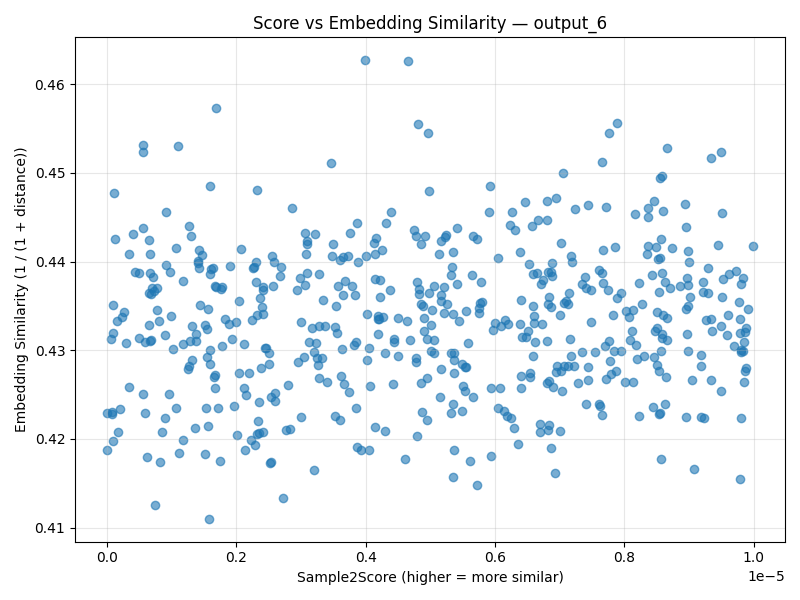 Score vs Embedding Similarity — output_6
Embedding Similarity (1 / (1 + distance))
0.46
0.45
0.44
0.43
0.42
0.41
0.0 0.2 0.4 0.6 0.8 1.0
1e−5
Sample2Score (higher = more similar)